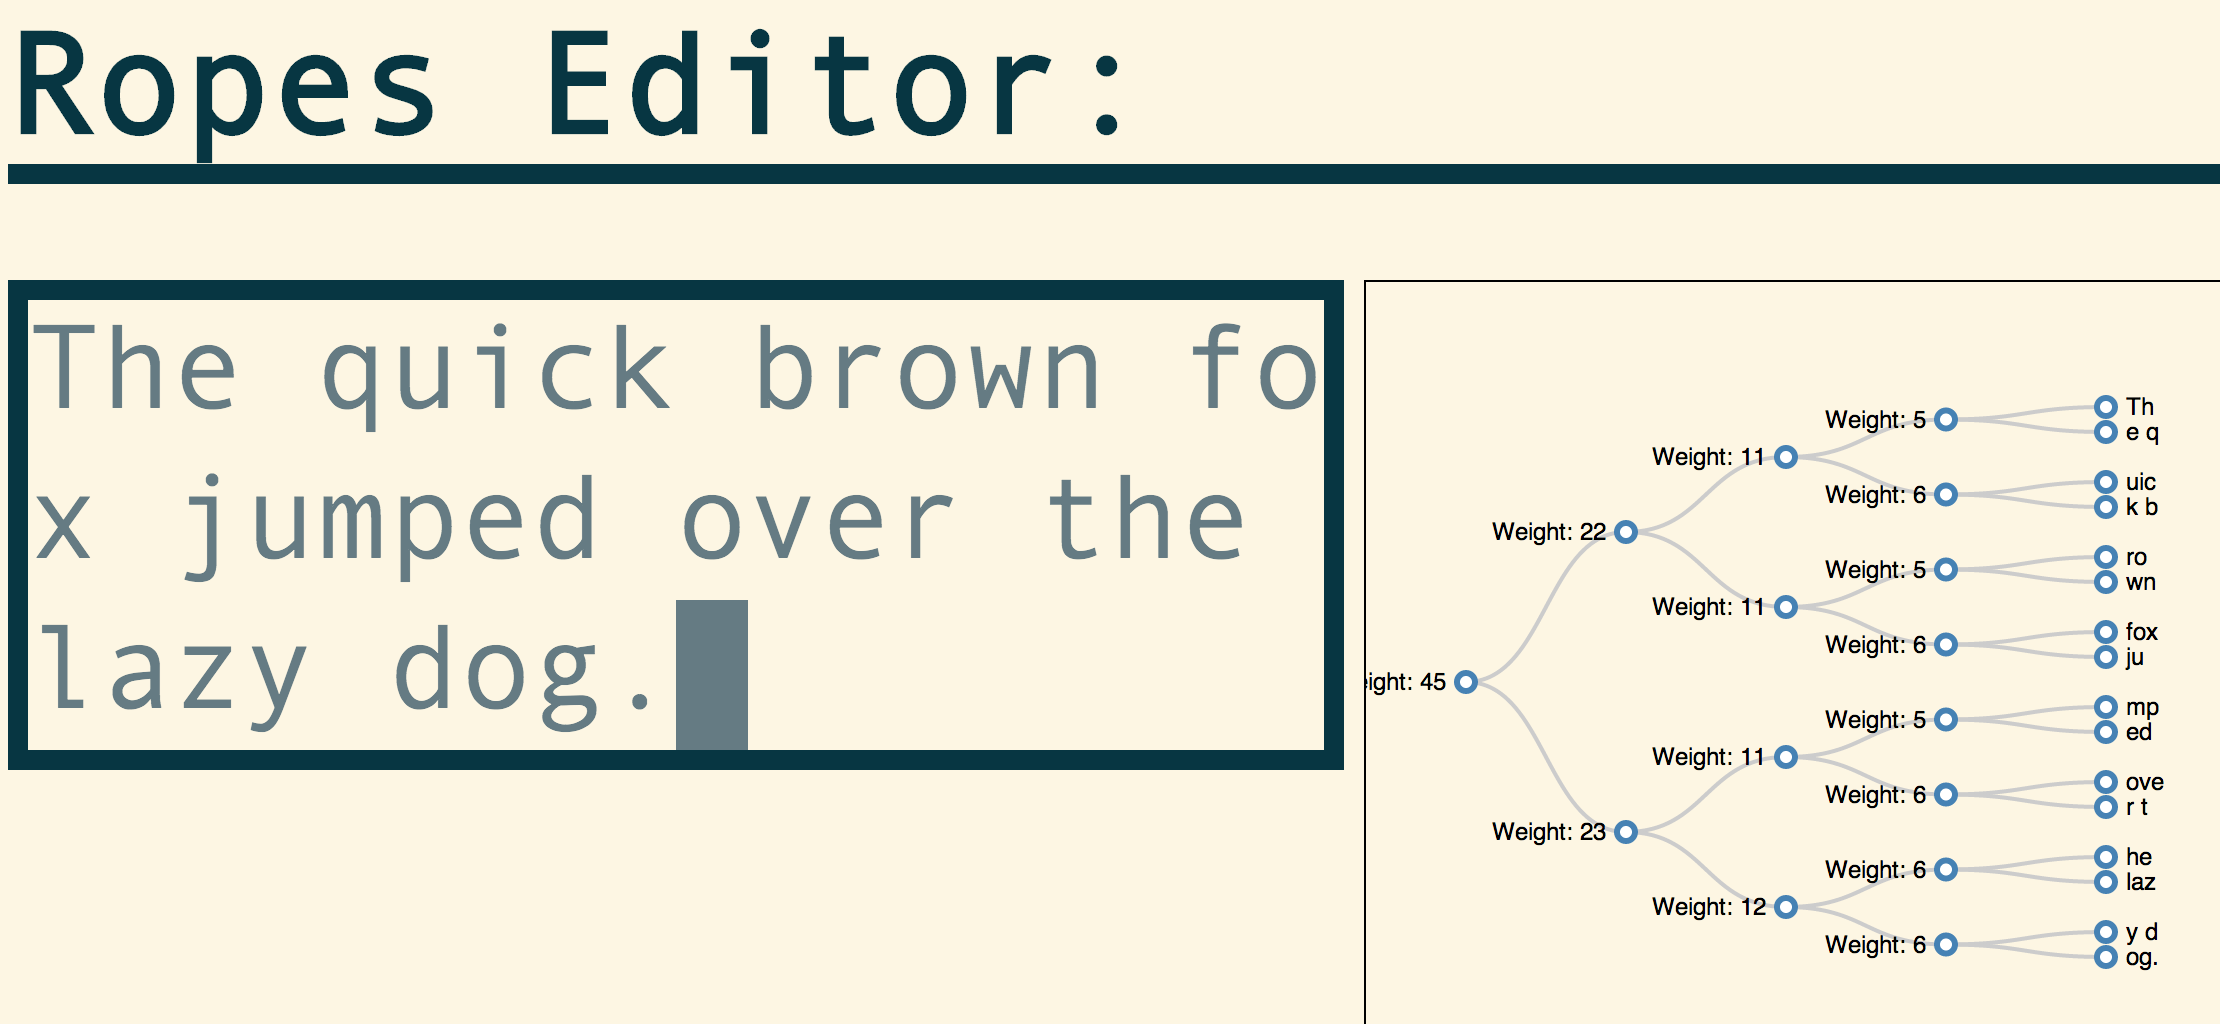 Ropes Editor:
The quick brown fo
x jumped over the
lazy dog.
Th
Weight: 5
e q
Weight: 11
uic
Weight: 6
k b
Weight: 22
ro
Weight: 5
wn
Weight: 11
fox
Weight: 6
ju
eight: 45
mp
Weight: 5
ed
Weight: 11
ove
Weight: 6
r t
Weight: 23
he
Weight: 6
laz
Weight: 12
y d
Weight: 6
og.